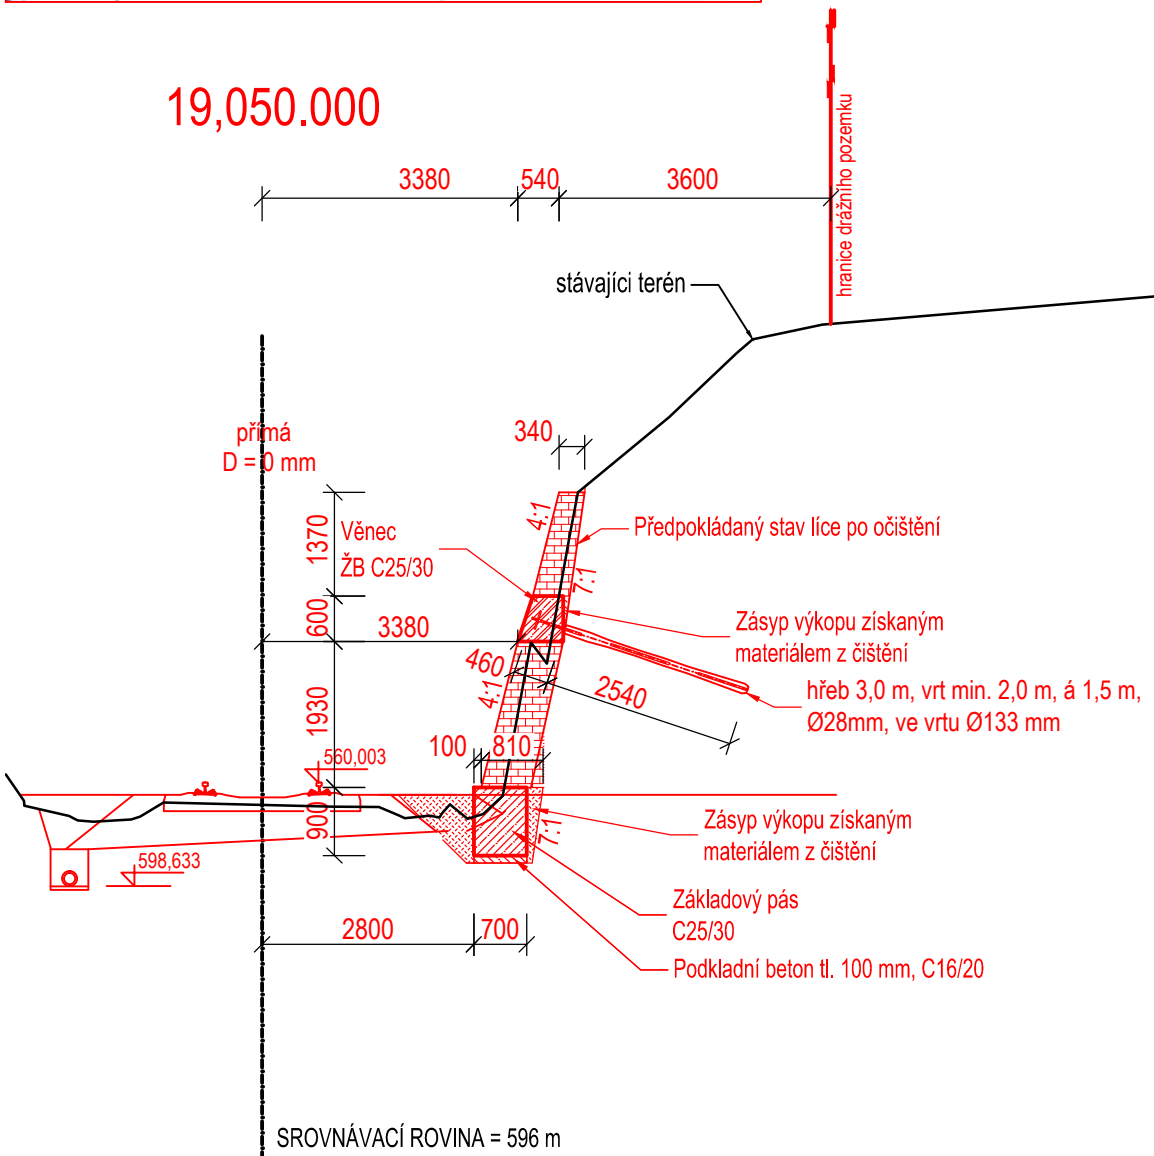 19,050.000
3380
540
3600
hranice drážního pozemku
stávajíci terén
přímá
D = 0 mm
340
4:1
1370
Věnec
ŽB C25/30
Předpokládaný stav líce po očištění
7:1
600
3380
Zásyp výkopu získaným
materiálem z čištění
460
4:1
2540
hřeb 3,0 m, vrt min. 2,0 m, á 1,5 m,
Ø28mm, ve vrtu Ø133 mm
1930
100
810
560,003
900
7:1
Zásyp výkopu získaným
materiálem z čištění
598,633
Základový pás
C25/30
2800
700
Podkladní beton tl. 100 mm, C16/20
SROVNÁVACÍ ROVINA = 596 m